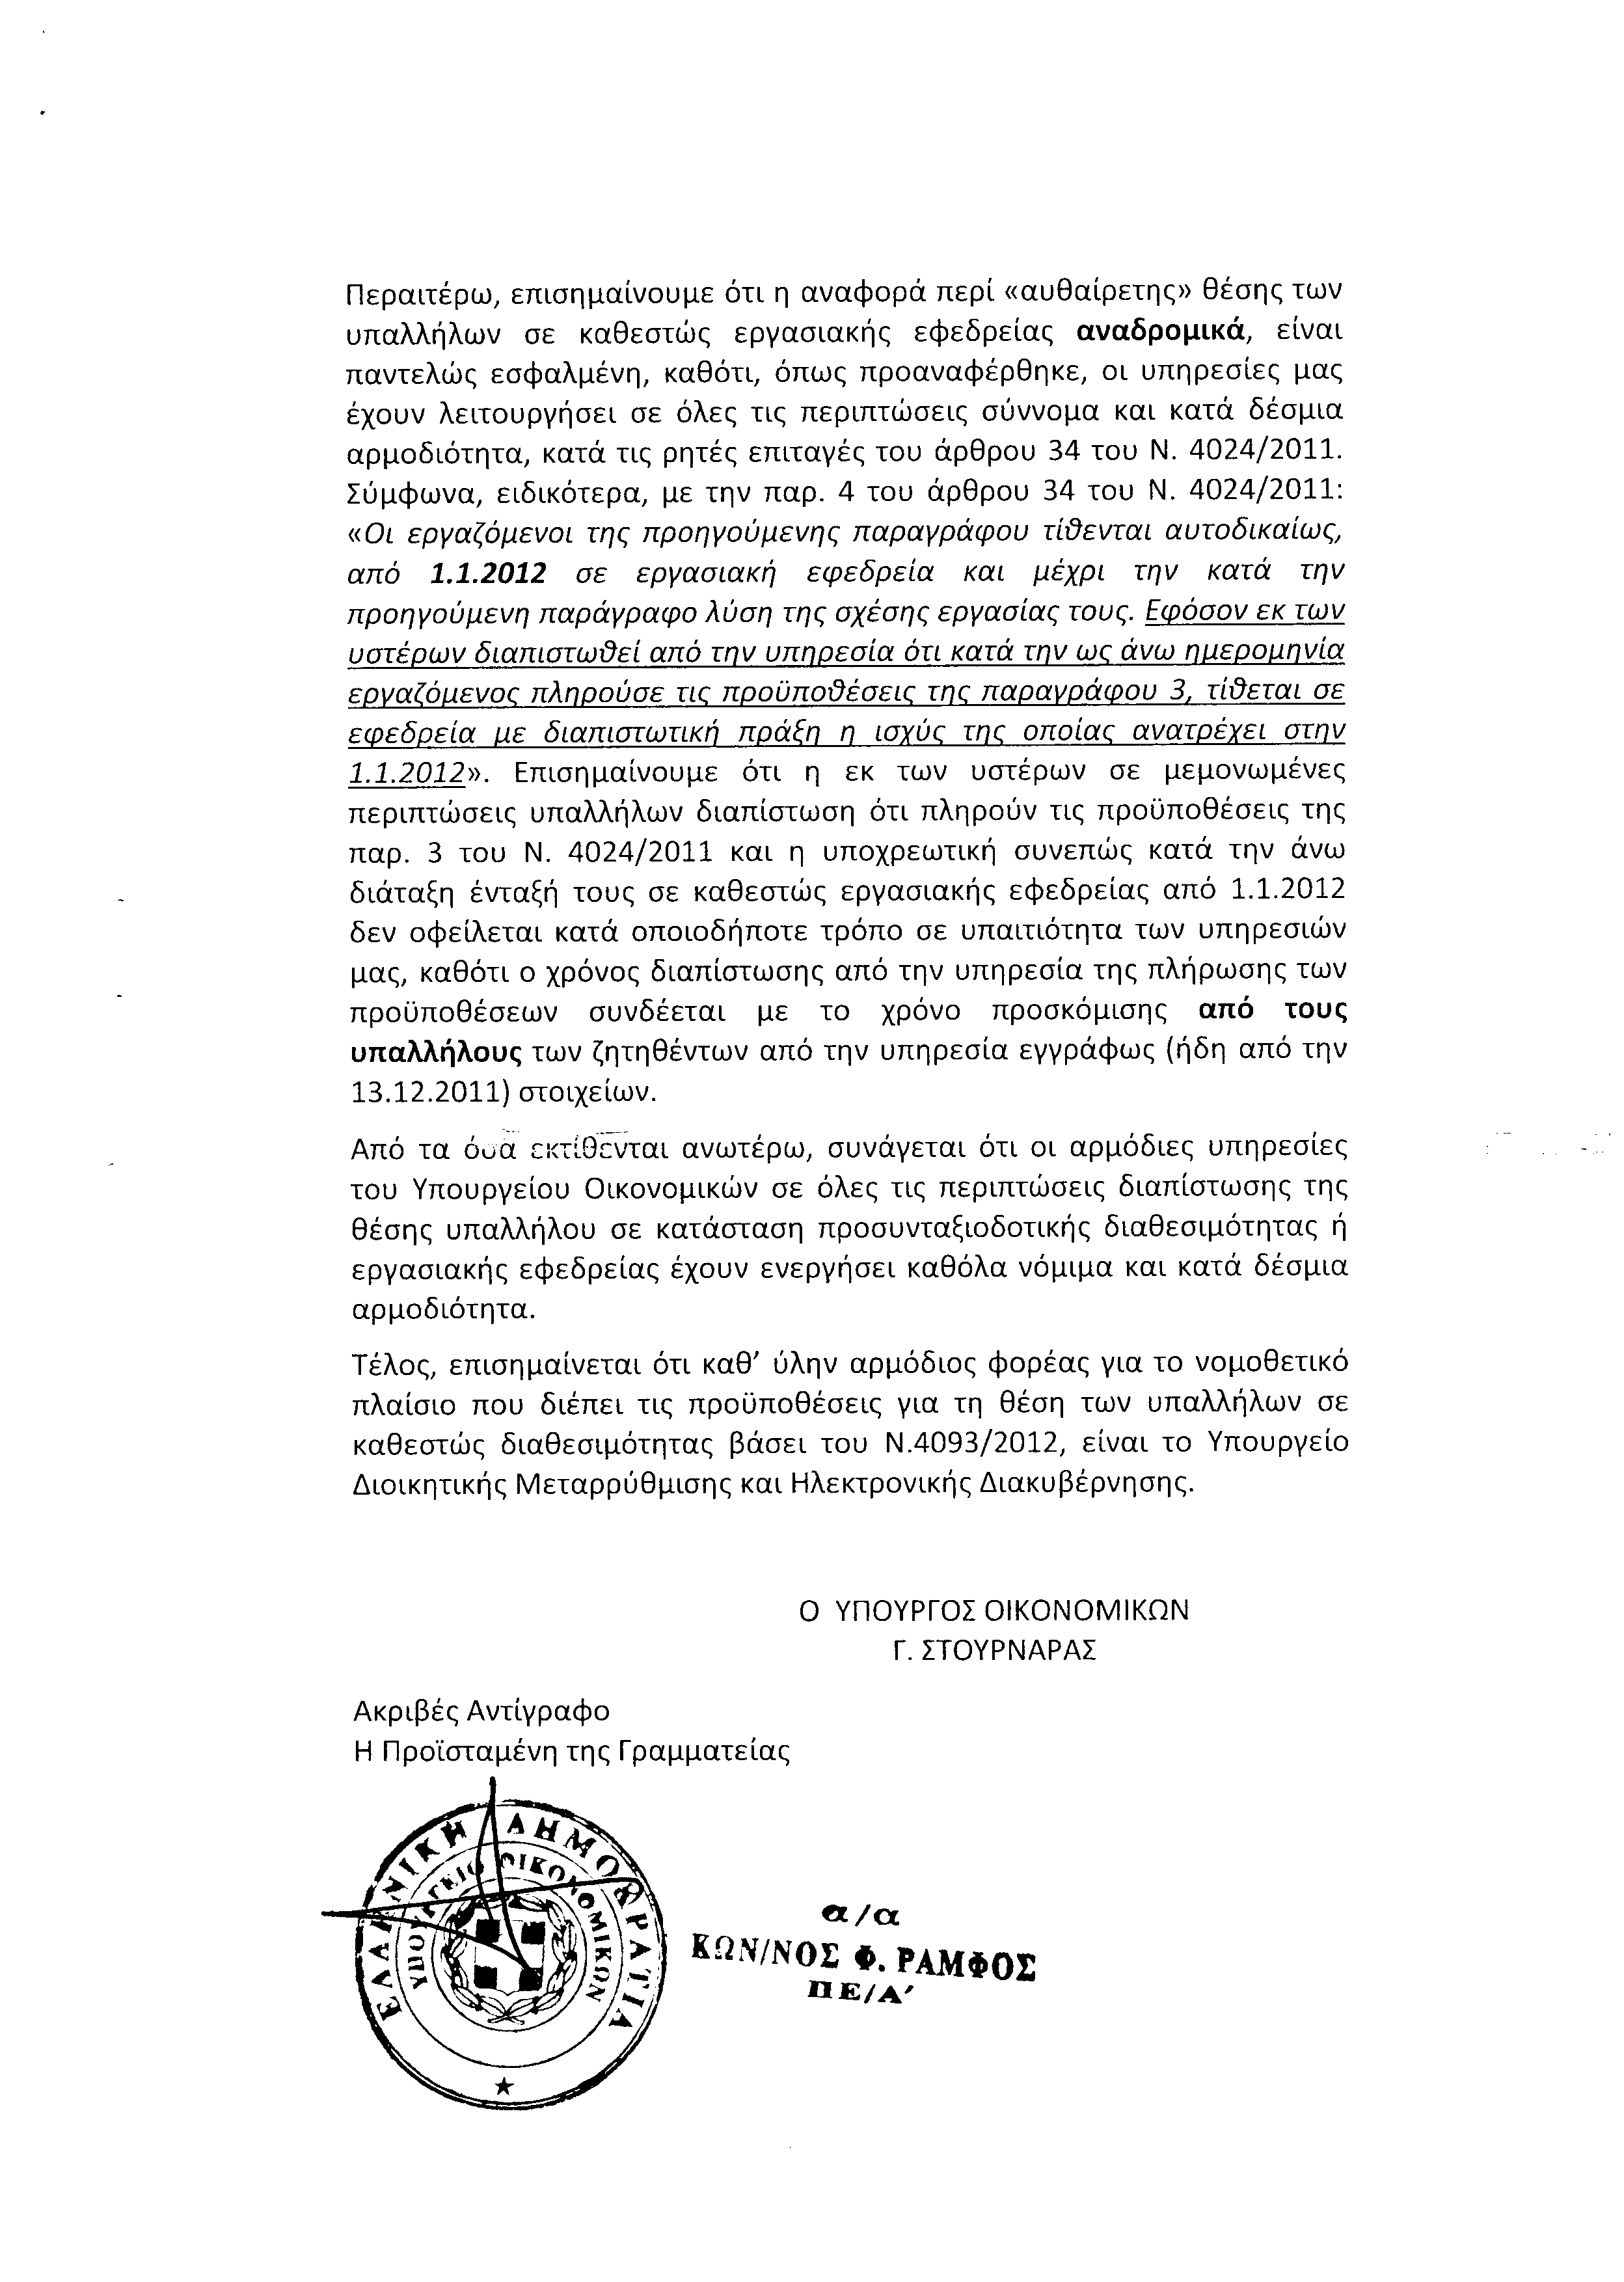 Περαιτέρω, επισημαίνουμε ότι η αναφορά περί «αυθαίρετης» θέσης των
υπαλλήλων σε καθεστώς εργασιακής εφεδρείας αναδρομικά, είναι
παντελώς εσφαλμένη, καθότι, όπως προαναφέρθηκε, οι υπηρεσίες μας
έχουν λειτουργήσει σε όλες τις περιπτώσεις σύννομα και κατά δέσμια
αρμοδιότητα, κατά τις ρητές επιταγές του άρθρου 34 του Ν. 4024/2011.
Σύμφωνα, ειδικότερα, με την παρ. 4 του άρθρου 34 του Ν. 4024/2011:
«Οι εργαζόμενοι της προηγούμενης παραγράφου τίθενται αυτοδικαίως,
από 1.1.2012 σε εργασιακή εφεδρεία και μέχρι την κατά την
προηγούμενη παράγραφο λύση της σχέσης εργασίας τους. Εφόσον εκ των
υστέρων διαπιστωθεί από την υπηρεσία ότι κατά την ως άνω ημερομηνία
εργαζόμενος πληρούσε τις προϋποθέσεις της παραγράφου 3, τίθεται σε
εφεδρεία με διαπιστωτική πράξη η ισχύς της οποίας ανατρέχει στην
1.1.2012». Επισημαίνουμε ότι η εκ των υστέρων σε μεμονωμένες
περιπτώσεις υπαλλήλων διαπίστωση ότι πληρούν τις προϋποθέσεις της
παρ. 3 του Ν. 4024/2011 και η υποχρεωτική συνεπώς κατά την άνω
διάταξη ένταξή τους σε καθεστώς εργασιακής εφεδρείας από 1.1.2012
δεν οφείλεται κατά οποιοδήποτε τρόπο σε υπαιτιότητα των υπηρεσιών
μας, καθότι ο χρόνος διαπίστωσης από την υπηρεσία της πλήρωσης των
προϋποθέσεων συνδέεται με το χρόνο προσκόμισης από τους
υπαλλήλους των ζητηθέντων από την υπηρεσία εγγράφως (ήδη από την
13.12.2011) στοιχείων.
Από τα όσα εκτίθενται ανωτέρω, συνάγεται ότι οι αρμόδιες υπηρεσίες
του Υπουργείου Οικονομικών σε όλες τις περιπτώσεις διαπίστωσης της
θέσης υπαλλήλου σε κατάσταση προσυνταξιοδοτικής διαθεσιμότητας ή
εργασιακής εφεδρείας έχουν ενεργήσει καθόλα νόμιμα και κατά δέσμια
αρμοδιότητα.
Τέλος, επισημαίνεται ότι καθ’ ύλην αρμόδιος φορέας για το νομοθετικό
πλαίσιο που διέπει τις προϋποθέσεις για τη θέση των υπαλλήλων σε
καθεστώς διαθεσιμότητας βάσει του Ν.4093/2012, είναι το Υπουργείο
Διοικητικής Μεταρρύθμισης και Ηλεκτρονικής Διακυβέρνησης.
Ο ΥΠΟΥΡΓΟΣ ΟΙΚΟΝΟΜΙΚΩΝ
Γ. ΣΤΟΥΡΝΑΡΑΣ
Ακριβές Αντίγραφο
Η Προϊσταμένη της Γραμματείας
ΕΛΛΗΝΙΚΗ ΔΗΜΟΚΡΑΤΙΑ
ΥΠΟΥΡΓΕΙΟ ΟΙΚΟΝΟΜΙΚΩΝ
α/α
ΚΩΝ/ΝΟΣ Φ. ΡΑΜΦΟΣ
ΠΕ/Α'